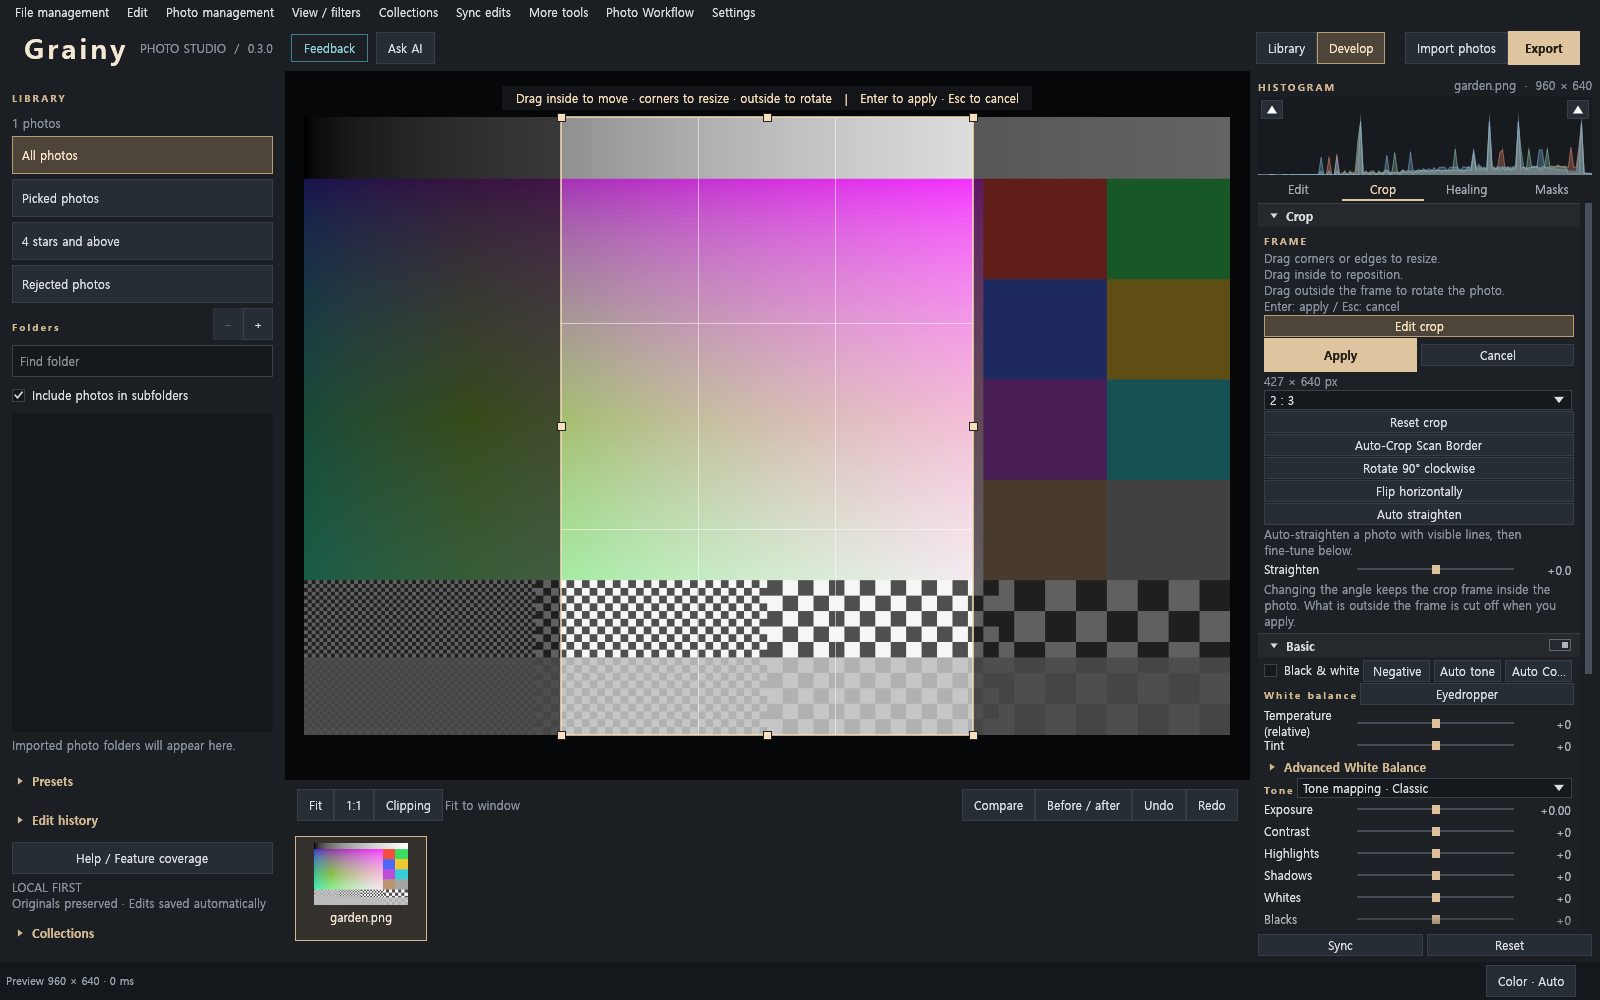 File management Edit Photo management View / filters Collections Sync edits More tools Photo Workflow Settings
Grainy PHOTO STUDIO / 0.3.0 Feedback Ask AI Library Develop Import photos Export
LIBRARY
1 photos
All photos
Picked photos
4 stars and above
Rejected photos
Folders − +
Find folder
Include photos in subfolders
Imported photo folders will appear here.
Presets
Edit history
Help / Feature coverage
LOCAL FIRST
Originals preserved · Edits saved automatically
Collections
Drag inside to move · corners to resize · outside to rotate | Enter to apply · Esc to cancel
Fit 1:1 Clipping Fit to window Compare Before / after Undo Redo
garden.png
HISTOGRAM garden.png · 960 × 640
Edit Crop Healing Masks
Crop
FRAME
Drag corners or edges to resize.
Drag inside to reposition.
Drag outside the frame to rotate the photo.
Enter: apply / Esc: cancel
Edit crop
Apply Cancel
427 × 640 px
2 : 3
Reset crop
Auto-Crop Scan Border
Rotate 90° clockwise
Flip horizontally
Auto straighten
Auto-straighten a photo with visible lines, then
fine-tune below.
Straighten +0.0
Changing the angle keeps the crop frame inside the
photo. What is outside the frame is cut off when you
apply.
Basic
Black & white Negative Auto tone Auto Co...
White balance Eyedropper
Temperature
(relative) +0
Tint +0
Advanced White Balance
Tone Tone mapping · Classic
Exposure +0.00
Contrast +0
Highlights +0
Shadows +0
Whites +0
Blacks +0
Sync Reset
Preview 960 × 640 · 0 ms Color · Auto